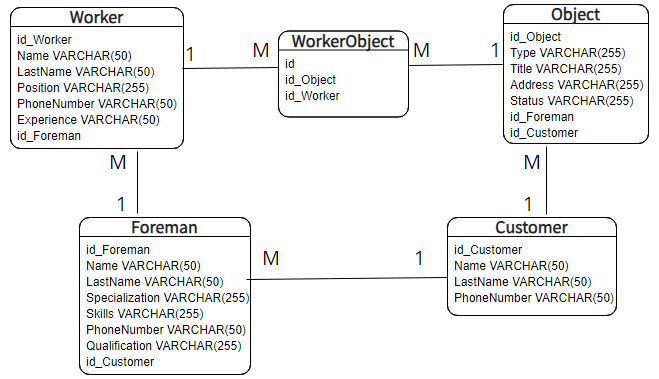 Worker
id_Worker
Name VARCHAR(50)
LastName VARCHAR(50)
Position VARCHAR(255)
PhoneNumber VARCHAR(50)
Experience VARCHAR(50)
id_Foreman
1
M
WorkerObject
id
id_Object
id_Worker
M
1
Object
id_Object
Type VARCHAR(255)
Title VARCHAR(255)
Address VARCHAR(255)
Status VARCHAR(255)
id_Foreman
id_Customer
M
1
M
1
Foreman
id_Foreman
Name VARCHAR(50)
LastName VARCHAR(50)
Specialization VARCHAR(255)
Skills VARCHAR(255)
PhoneNumber VARCHAR(50)
Qualification VARCHAR(255)
id_Customer
M
1
Customer
id_Customer
Name VARCHAR(50)
LastName VARCHAR(50)
PhoneNumber VARCHAR(50)